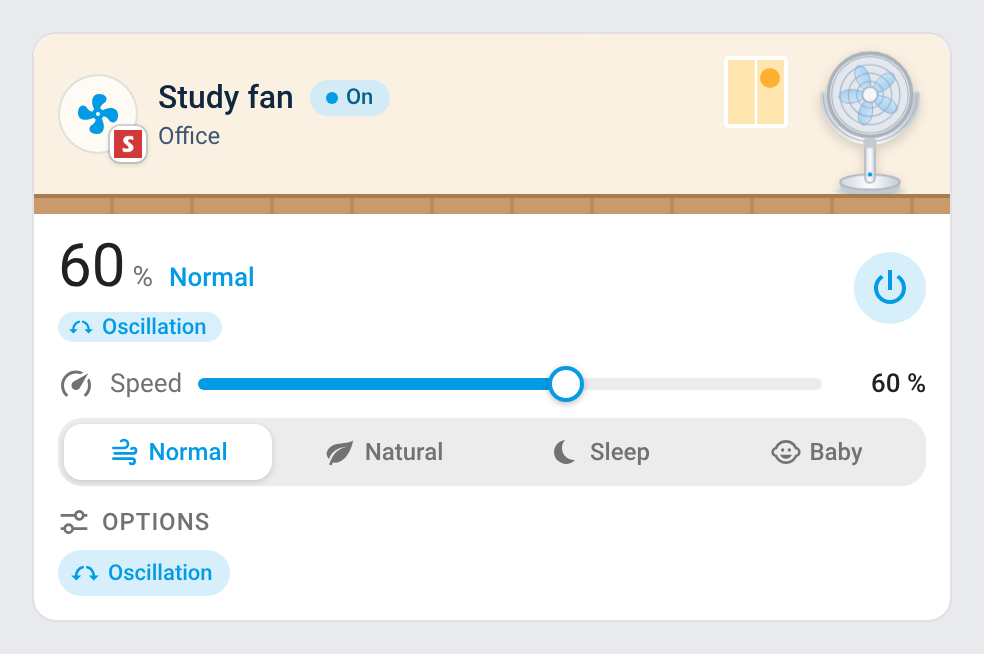 Study fan
On
Office
S
60 % Normal
Oscillation
Speed
60 %
Normal
Natural
Sleep
Baby
OPTIONS
Oscillation